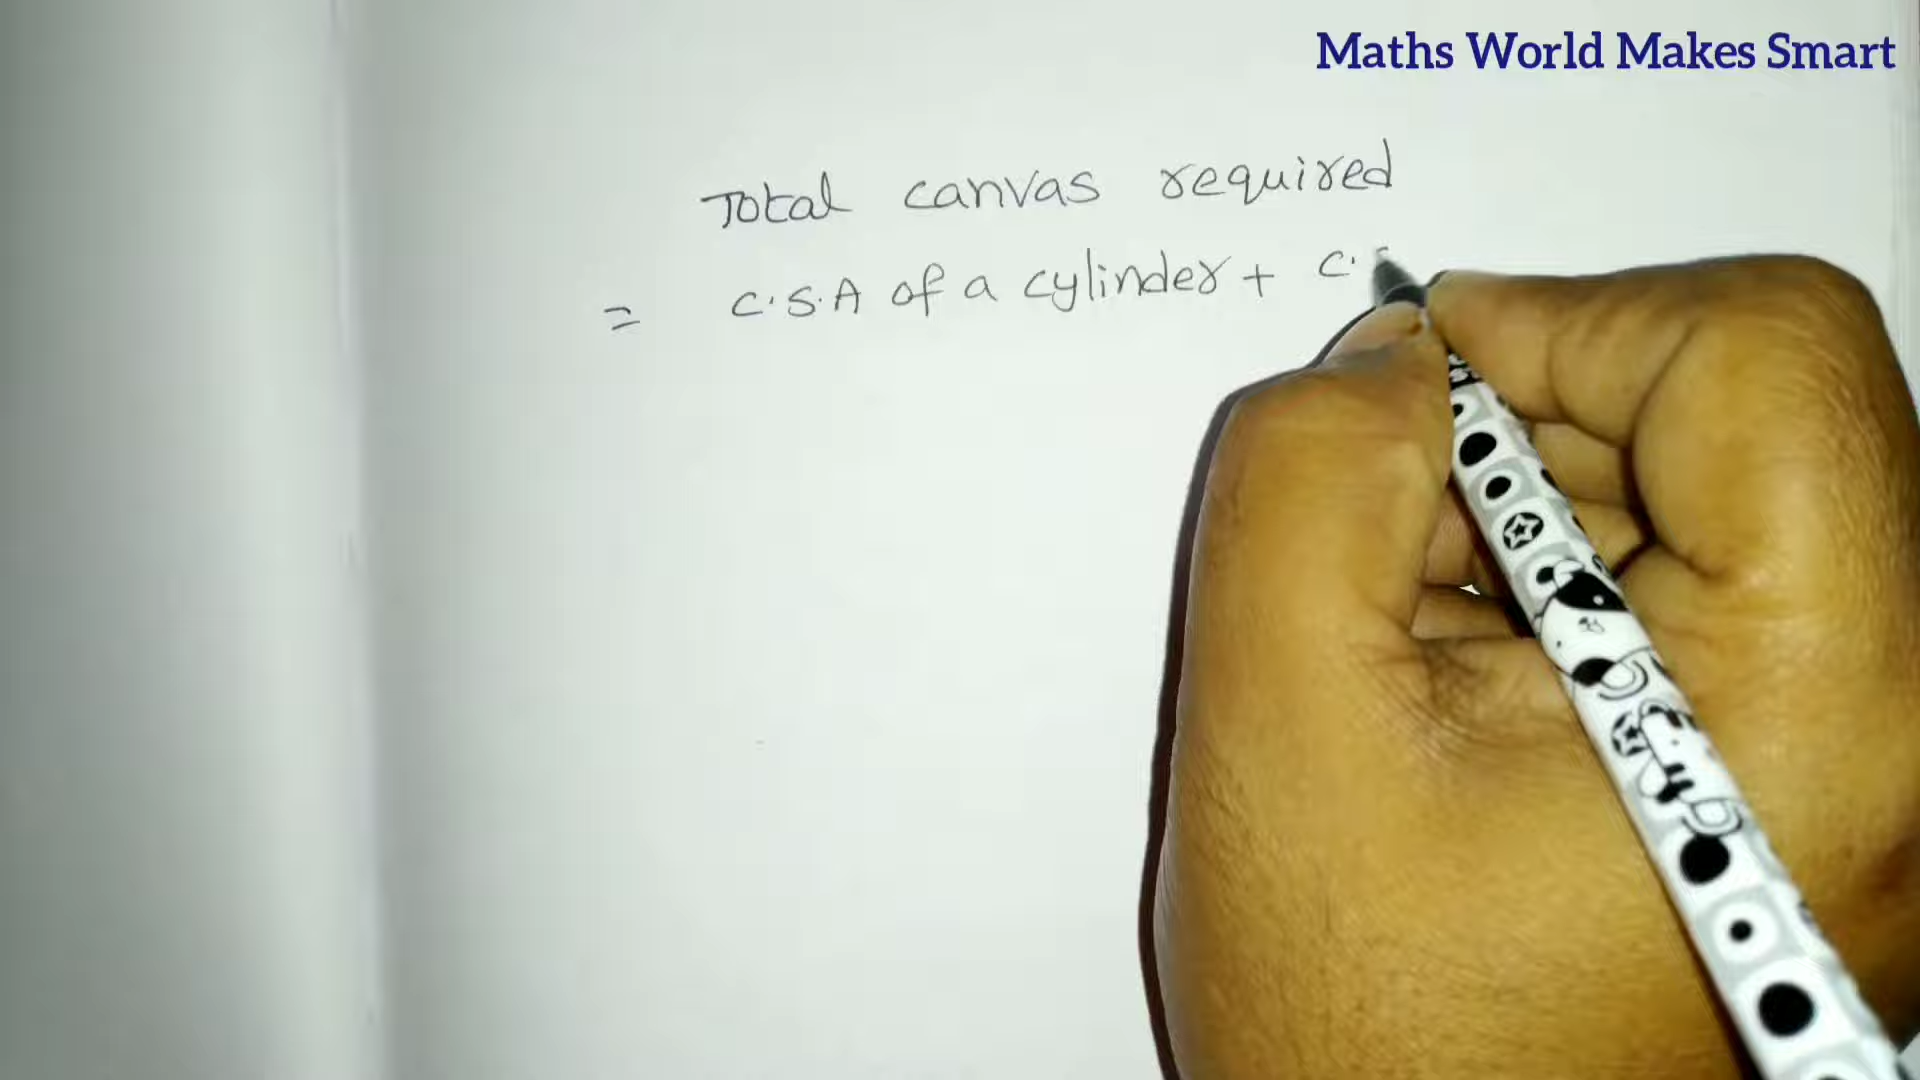 Maths World Makes Smart
Total canvas required
= C.S.A of a cylinder + C.